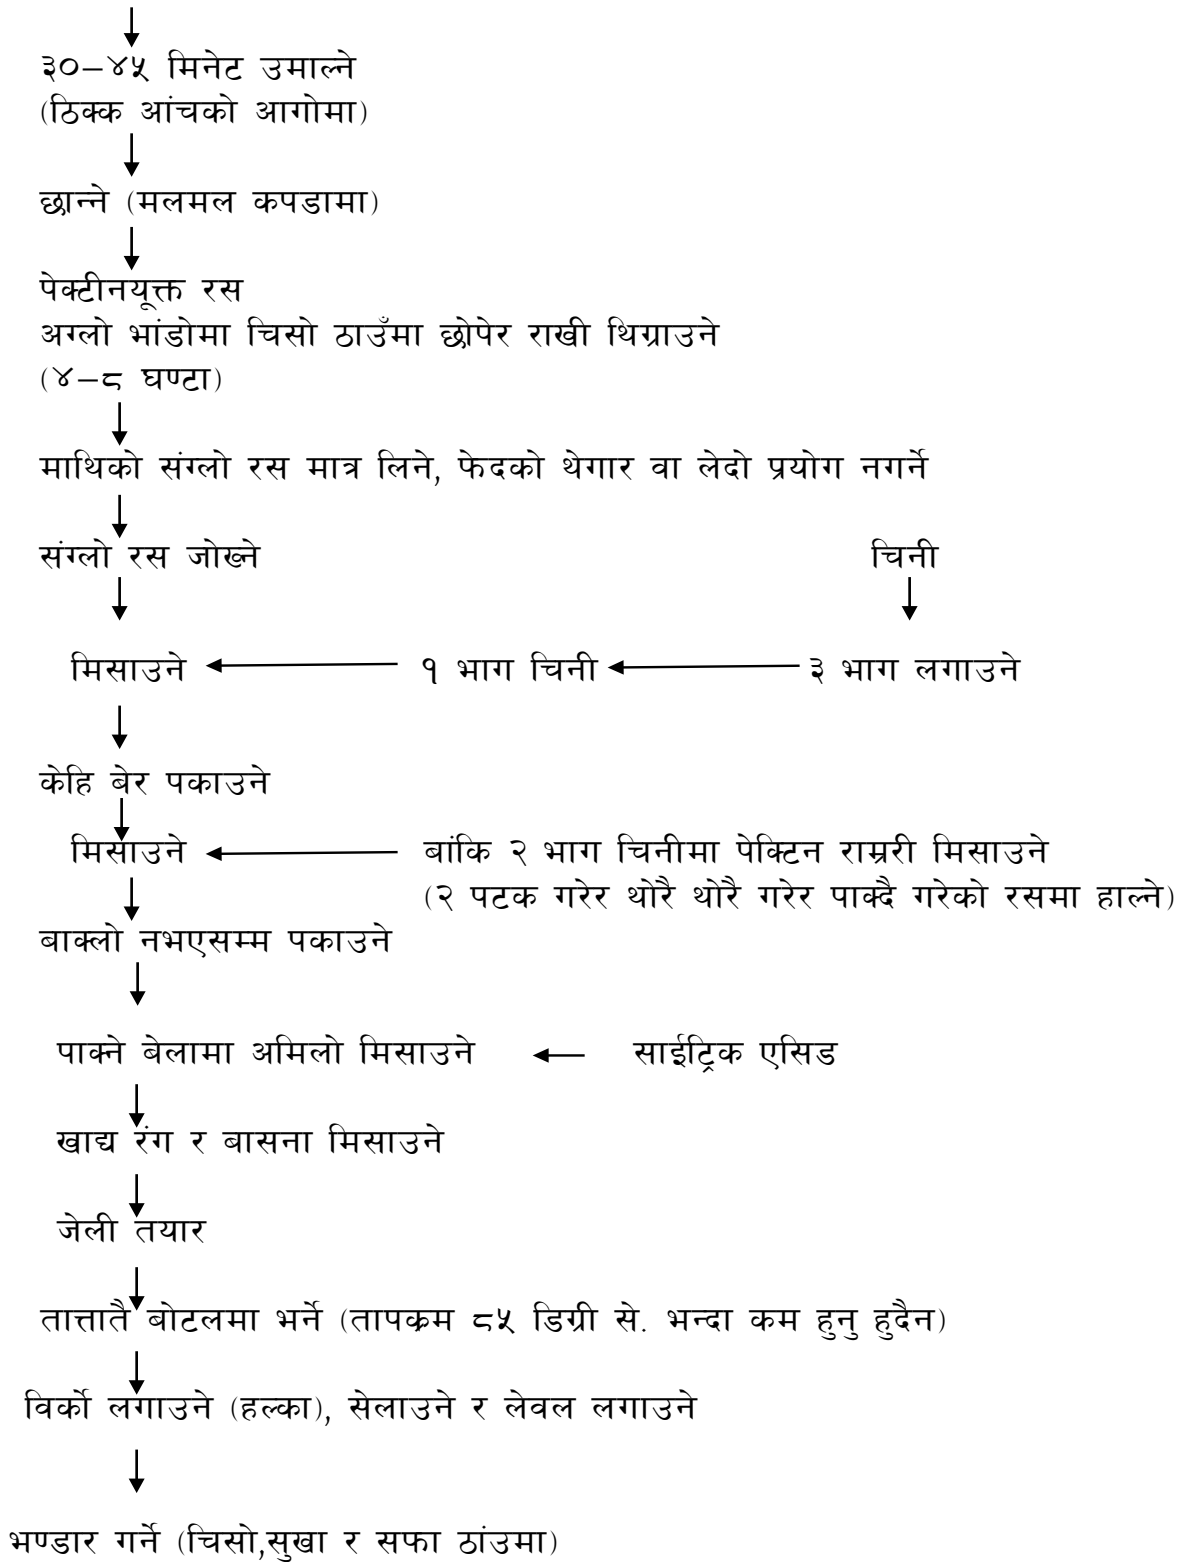 ३०–४५ मिनेट उमाल्ने
(ठिक्क आंचको आगोमा)
छान्ने (मलमल कपडामा)
पेक्टीनयूक्त रस
अग्लो भांडोमा चिसो ठाउँमा छोपेर राखी थिग्राउने
(४–८ घण्टा)
माथिको संग्लो रस मात्र लिने, फेदको थेगार वा लेदो प्रयोग नगर्ने
संग्लो रस जोख्ने चिनी
मिसाउने १ भाग चिनी ३ भाग लगाउने
केहि बेर पकाउने
मिसाउने बांकि २ भाग चिनीमा पेक्टिन राम्ररी मिसाउने
(२ पटक गरेर थोरै थोरै गरेर पाक्दै गरेको रसमा हाल्ने)
बाक्लो नभएसम्म पकाउने
पाक्ने बेलामा अमिलो मिसाउने साईट्रिक एसिड
खाद्य रंग र बासना मिसाउने
जेली तयार
तात्तातै बोटलमा भर्ने (तापक्रम ८५ डिग्री से. भन्दा कम हुनु हुदैन)
विर्को लगाउने (हल्का), सेलाउने र लेवल लगाउने
भण्डार गर्ने (चिसो,सुखा र सफा ठांउमा)